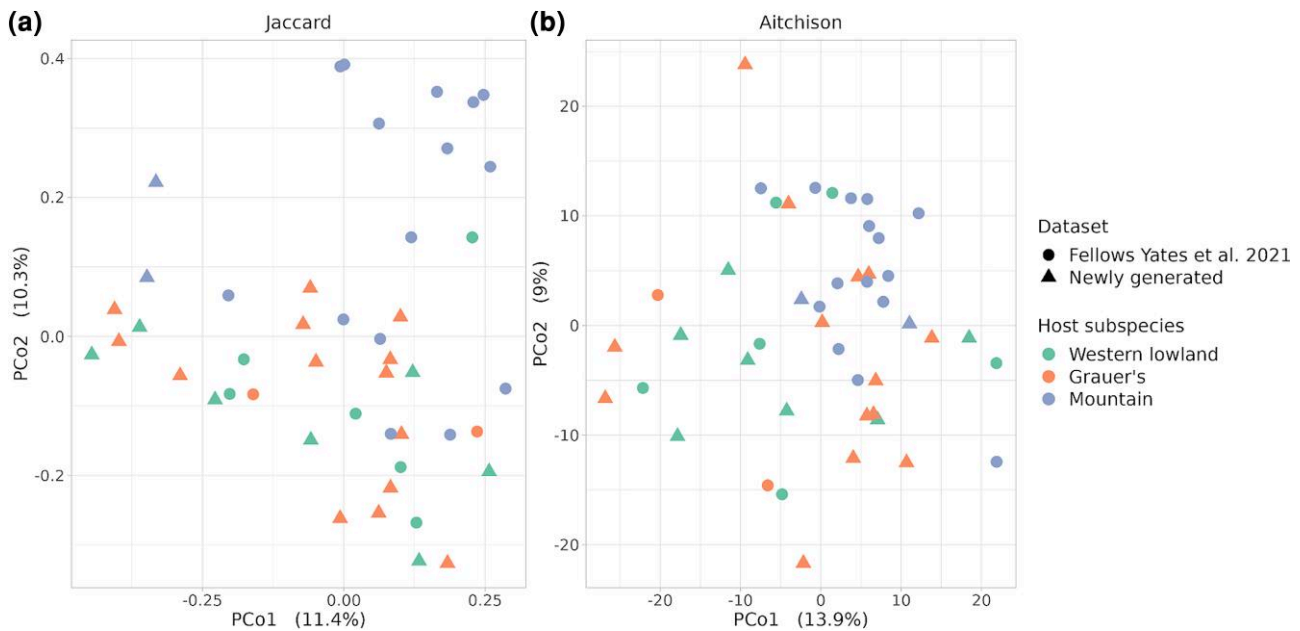 (a)
Jaccard
0.4
0.2
0.0
-0.2
PCo2 (10.3%)
-0.25
0.00
0.25
PCo1 (11.4%)
(b)
Aitchison
20
10
0
-10
-20
PCo2 (9%)
-20
-10
0
10
20
PCo1 (13.9%)
Dataset
Fellows Yates et al. 2021
Newly generated
Host subspecies
Western lowland
Grauer's
Mountain